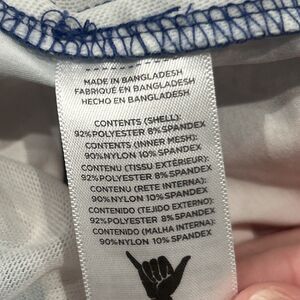 MADE IN BANGLADESH
FABRIQUÉ EN BANGLADESH
HECHO EN BANGLADESH
CONTENTS (SHELL):
92%POLYESTER 8%SPANDEX
CONTENTS (INNER MESH):
90%NYLON 10%SPANDEX
CONTENU (TISSU EXTÉRIEUR):
92%POLYESTER 8%SPANDEX
CONTENU (RETE INTERNA):
90%NYLON 10%SPANDEX
CONTENIDO (TEJIDO EXTERNO):
92%POLYESTER 8%SPANDEX
CONTENIDO (MALHA INTERNA):
90%NYLON 10%SPANDEX